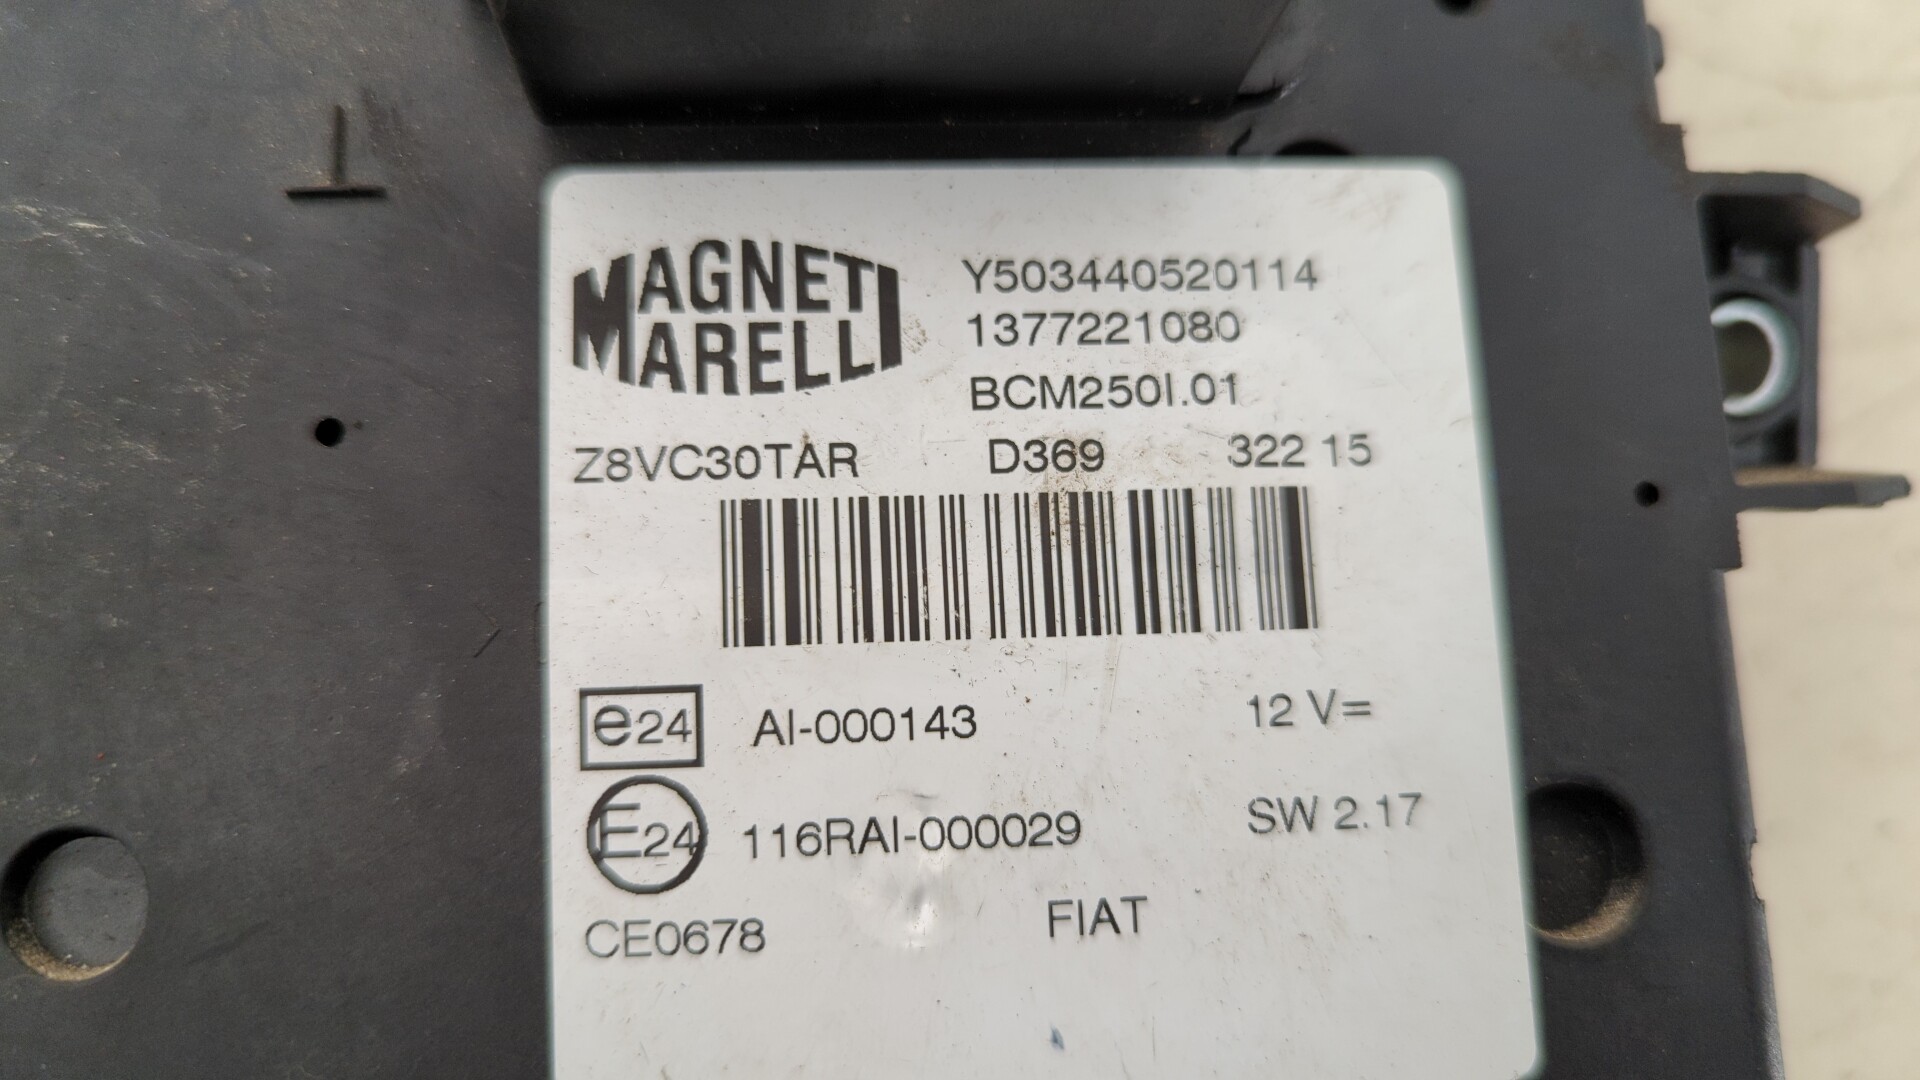 MAGNETI
MARELLI
Y503440520114
1377221080
BCM250I.01
Z8VC30TAR D369 322 15
e24 AI-000143 12 V=
E24 116RAI-000029 SW 2.17
CE0678 FIAT